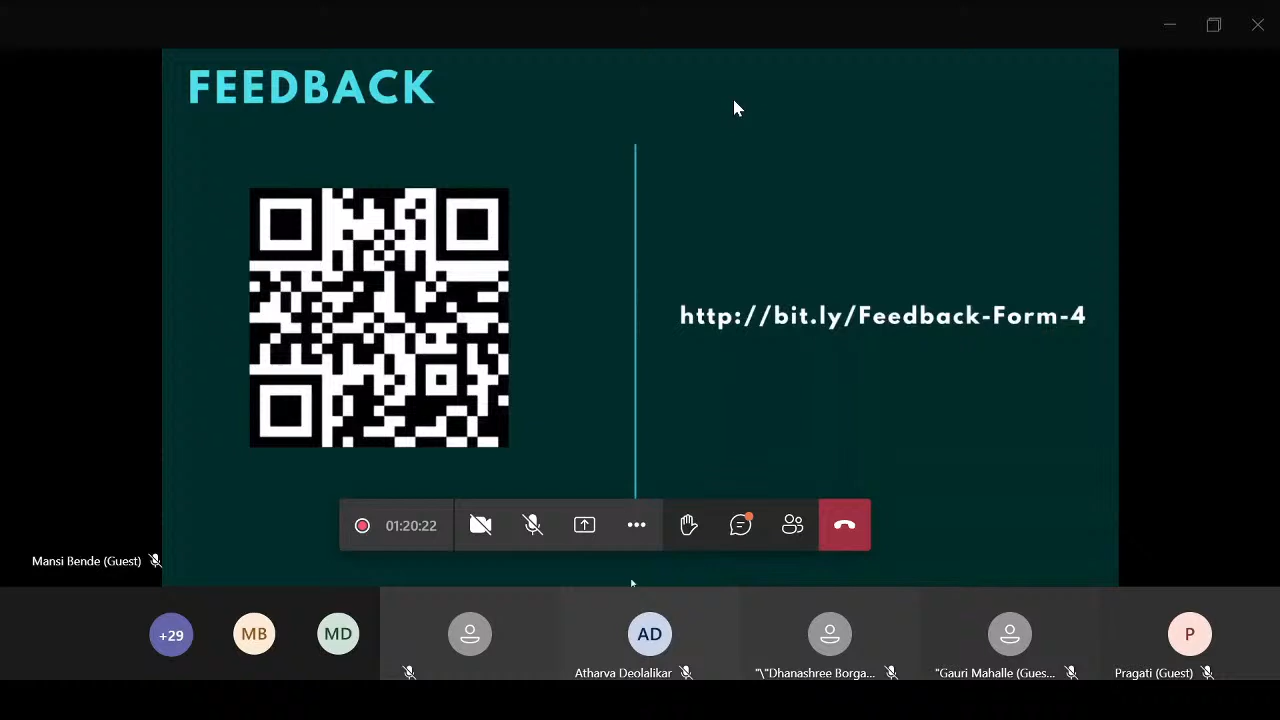 FEEDBACK
http://bit.ly/Feedback-Form-4
01:20:22
Mansi Bende (Guest)
+29
MB
MD
AD
P
Atharva Deolalikar
"\"Dhanashree Borga...
"Gauri Mahalle (Gues...
Pragati (Guest)